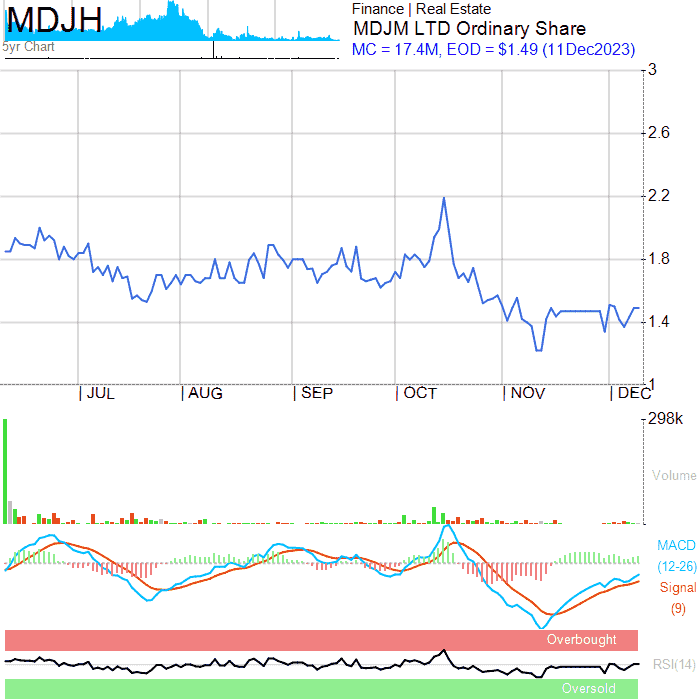 MDJH
5yr Chart
Finance | Real Estate
MDJM LTD Ordinary Share
MC = 17.4M, EOD = $1.49 (11Dec2023)
3
2.6
2.2
1.8
1.4
1
| JUL | AUG | SEP | OCT | NOV | DEC
298k
Volume
MACD
(12-26)
Signal
(9)
Overbought
RSI(14)
Oversold